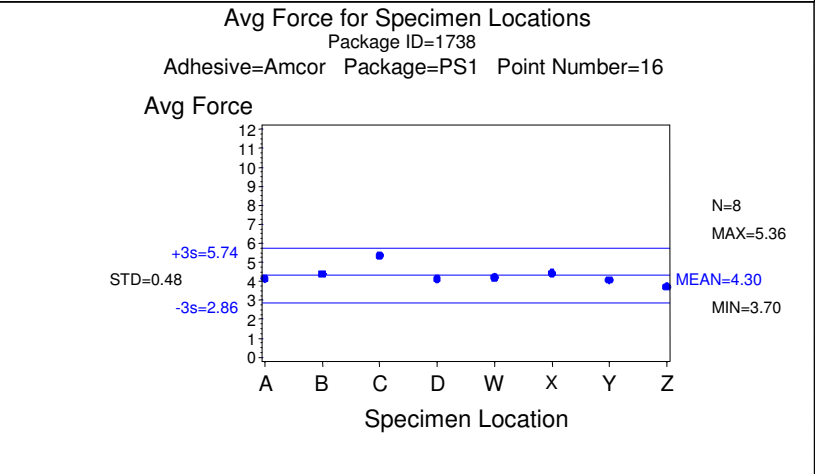 Avg Force for Specimen Locations
Package ID=1738
Adhesive=Amcor Package=PS1 Point Number=16
Avg Force
12
11
10
9
8
7
6
5
4
3
2
1
0
+3s=5.74
STD=0.48
-3s=2.86
N=8
MAX=5.36
MEAN=4.30
MIN=3.70
A B C D W X Y Z
Specimen Location